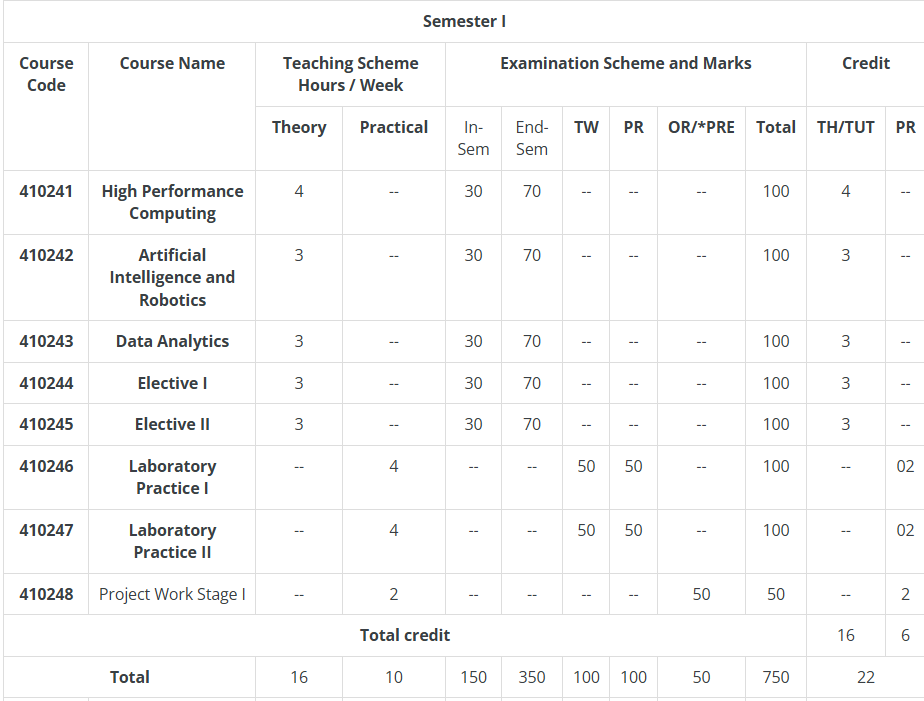 Semester I
Course Code Course Name Teaching Scheme Hours / Week Examination Scheme and Marks Credit
Theory Practical In-Sem End-Sem TW PR OR/*PRE Total TH/TUT PR
410241 High Performance Computing 4 -- 30 70 -- -- -- 100 4 --
410242 Artificial Intelligence and Robotics 3 -- 30 70 -- -- -- 100 3 --
410243 Data Analytics 3 -- 30 70 -- -- -- 100 3 --
410244 Elective I 3 -- 30 70 -- -- -- 100 3 --
410245 Elective II 3 -- 30 70 -- -- -- 100 3 --
410246 Laboratory Practice I -- 4 -- -- 50 50 -- 100 -- 02
410247 Laboratory Practice II -- 4 -- -- 50 50 -- 100 -- 02
410248 Project Work Stage I -- 2 -- -- -- -- 50 50 -- 2
Total credit 16 6
Total 16 10 150 350 100 100 50 750 22